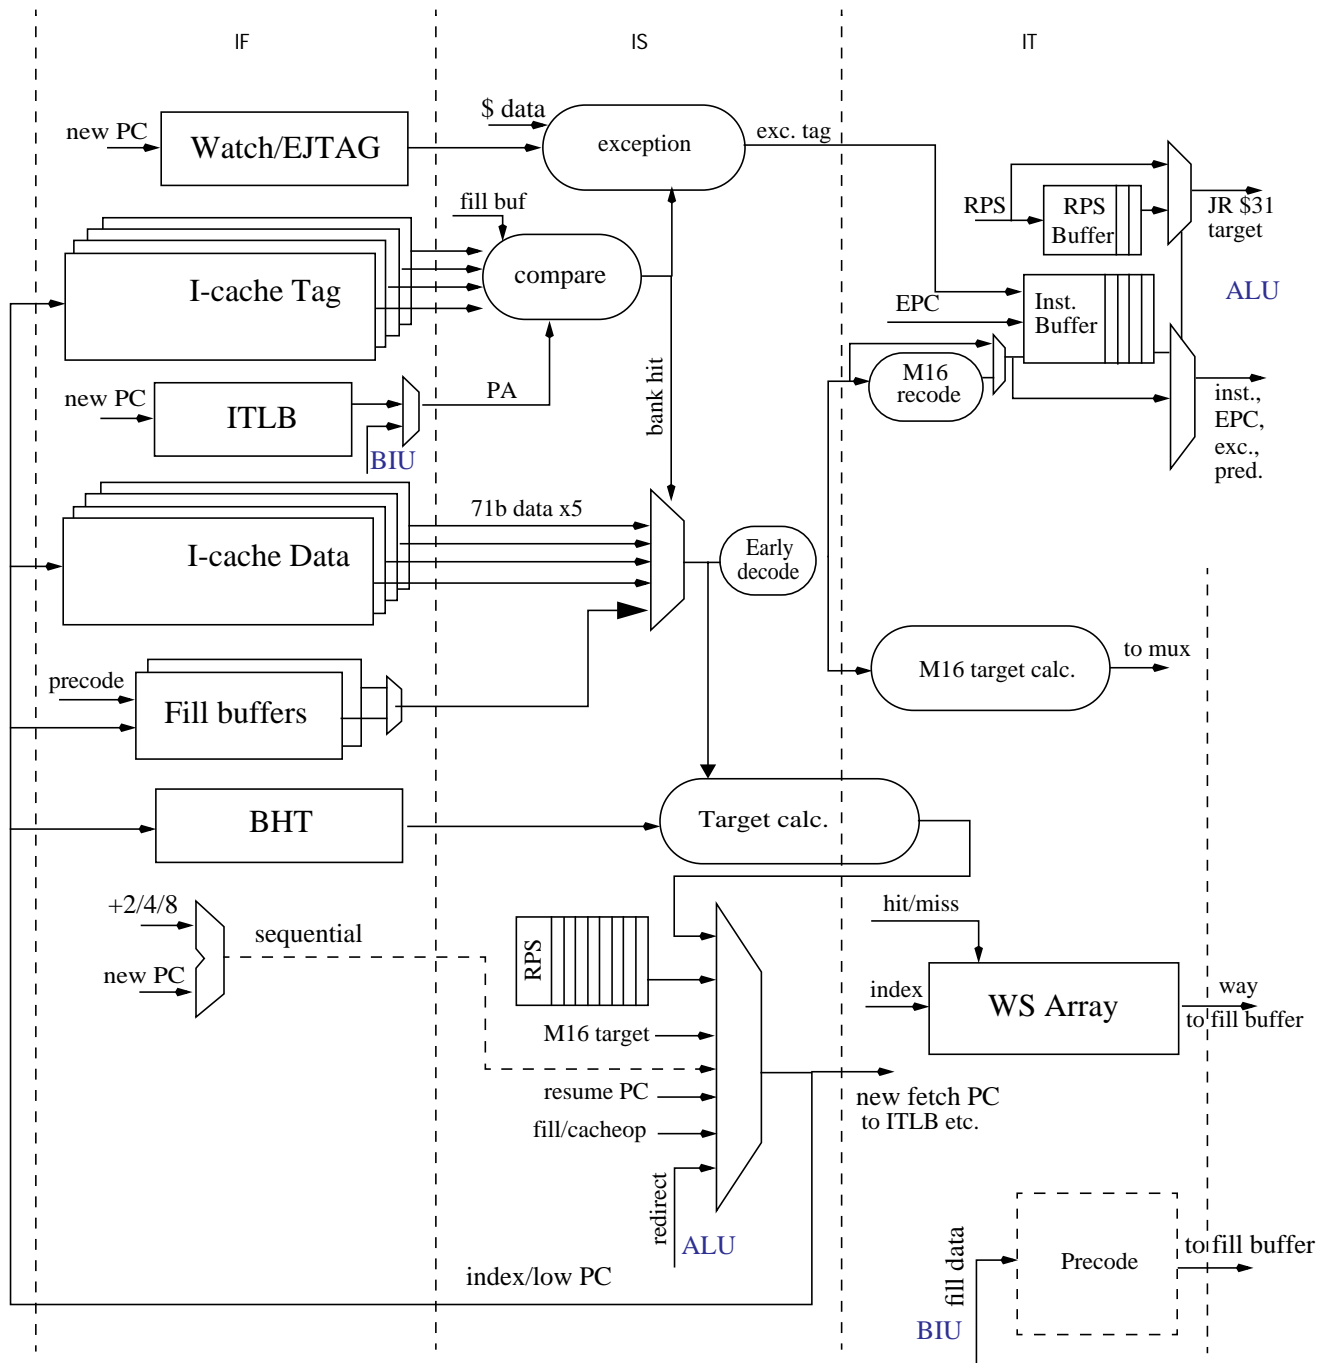 IF
IS
IT
new PC
Watch/EJTAG
$ data
exception
exc. tag
fill buf
RPS
RPS
Buffer
JR $31
target
I-cache Tag
compare
ALU
EPC
Inst.
Buffer
new PC
ITLB
BIU
PA
bank hit
M16
recode
inst.,
EPC,
exc.,
pred.
I-cache Data
71b data x5
Early
decode
precode
Fill buffers
M16 target calc.
to mux
BHT
Target calc.
+2/4/8
new PC
sequential
RPS
M16 target
resume PC
fill/cacheop
redirect
ALU
hit/miss
index
WS Array
way
to fill buffer
new fetch PC
to ITLB etc.
index/low PC
fill data
BIU
Precode
to fill buffer